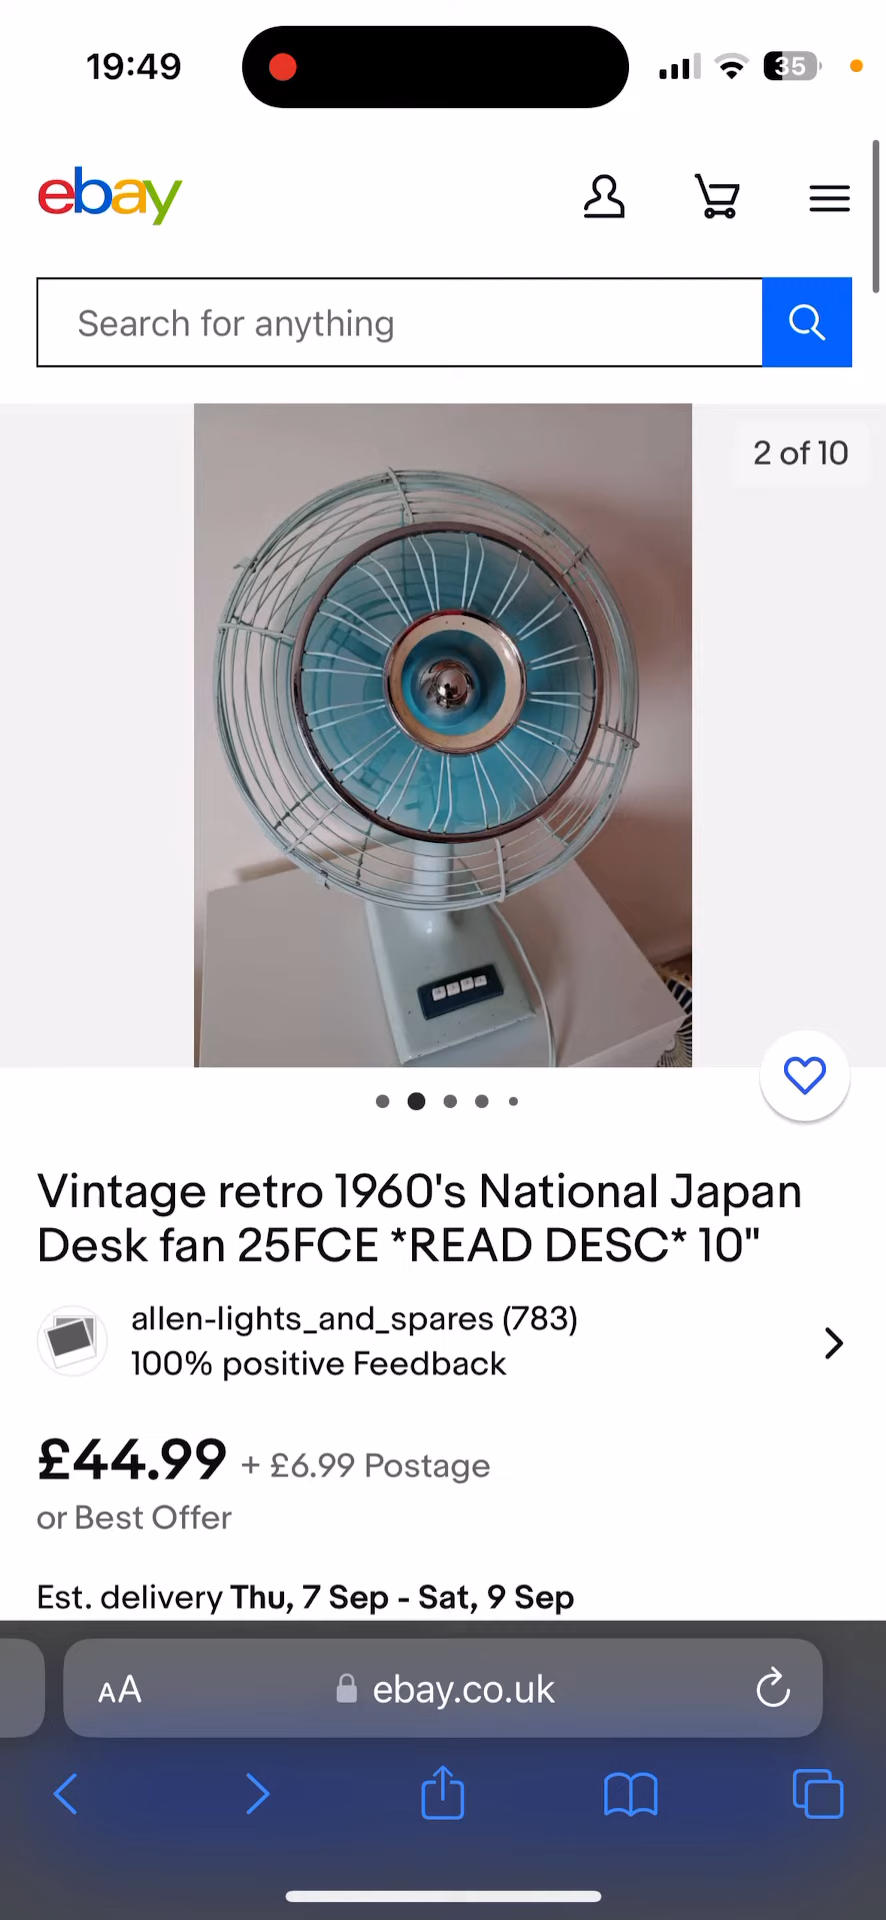 19:49
35
ebay
Search for anything
2 of 10
Vintage retro 1960's National Japan
Desk fan 25FCE *READ DESC* 10"
allen-lights_and_spares (783)
100% positive Feedback
£44.99 + £6.99 Postage
or Best Offer
Est. delivery Thu, 7 Sep - Sat, 9 Sep
AA
ebay.co.uk